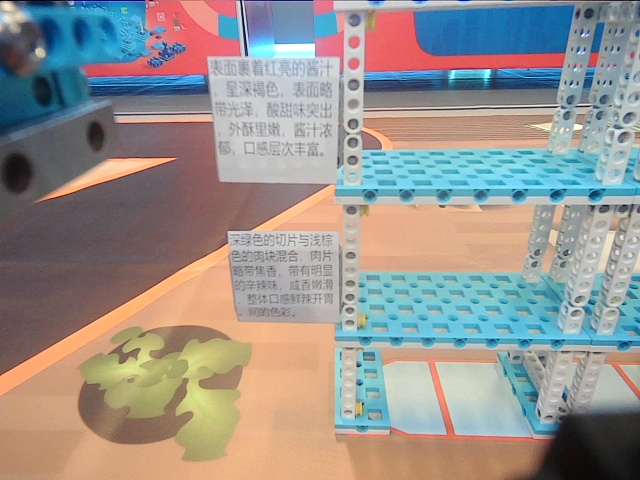 表面裹着红亮的酱汁
呈深褐色，表面略
带光泽，酸甜味突出
，外酥里嫩，酱汁浓
郁，口感层次丰富。
深绿色的切片与浅棕
色的肉块混合，肉片
略带焦香，带有明显
的辛辣味，咸香嫩滑
，整体口感鲜辣开胃
，间的色彩。